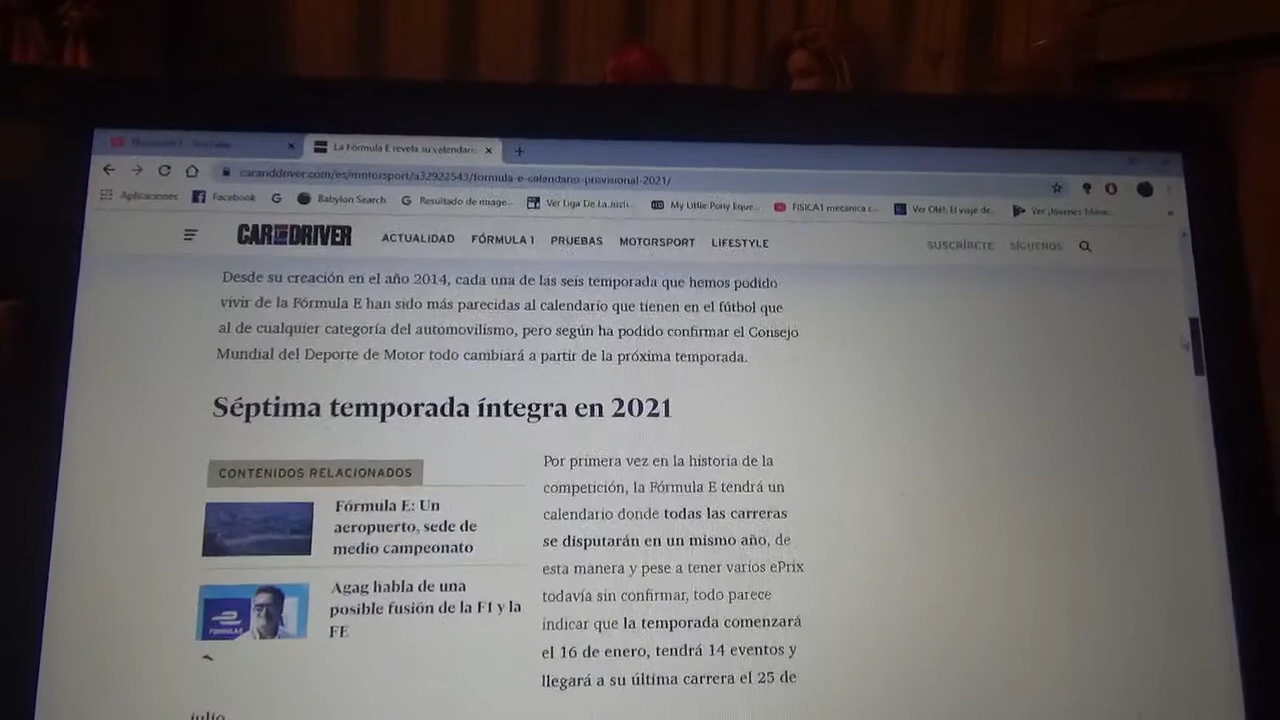 La Fórmula E revela su calendari
caranddriver.com/es/motorsport/a32922543/formula-e-calendario-provisional-2021/
Aplicaciones Facebook Babylon Search Resultado de image... Ver Liga De La Justi... My Little Pony Eque... FISICA1 mecanica c... Ver ON!: El viaje de...
CAR AND DRIVER ACTUALIDAD FÓRMULA 1 PRUEBAS MOTORSPORT LIFESTYLE SUSCRÍBETE SÍGUENOS
Desde su creación en el año 2014, cada una de las seis temporada que hemos podido
vivir de la Fórmula E han sido más parecidas al calendario que tienen en el fútbol que
al de cualquier categoría del automovilismo, pero según ha podido confirmar el Consejo
Mundial del Deporte de Motor todo cambiará a partir de la próxima temporada.
Séptima temporada íntegra en 2021
CONTENIDOS RELACIONADOS
Fórmula E: Un
aeropuerto, sede de
medio campeonato
Agag habla de una
posible fusión de la F1 y la
FE
FORMULA E
Por primera vez en la historia de la
competición, la Fórmula E tendrá un
calendario donde todas las carreras
se disputarán en un mismo año, de
esta manera y pese a tener varios ePrix
todavía sin confirmar, todo parece
indicar que la temporada comenzará
el 16 de enero, tendrá 14 eventos y
llegará a su última carrera el 25 de
julio